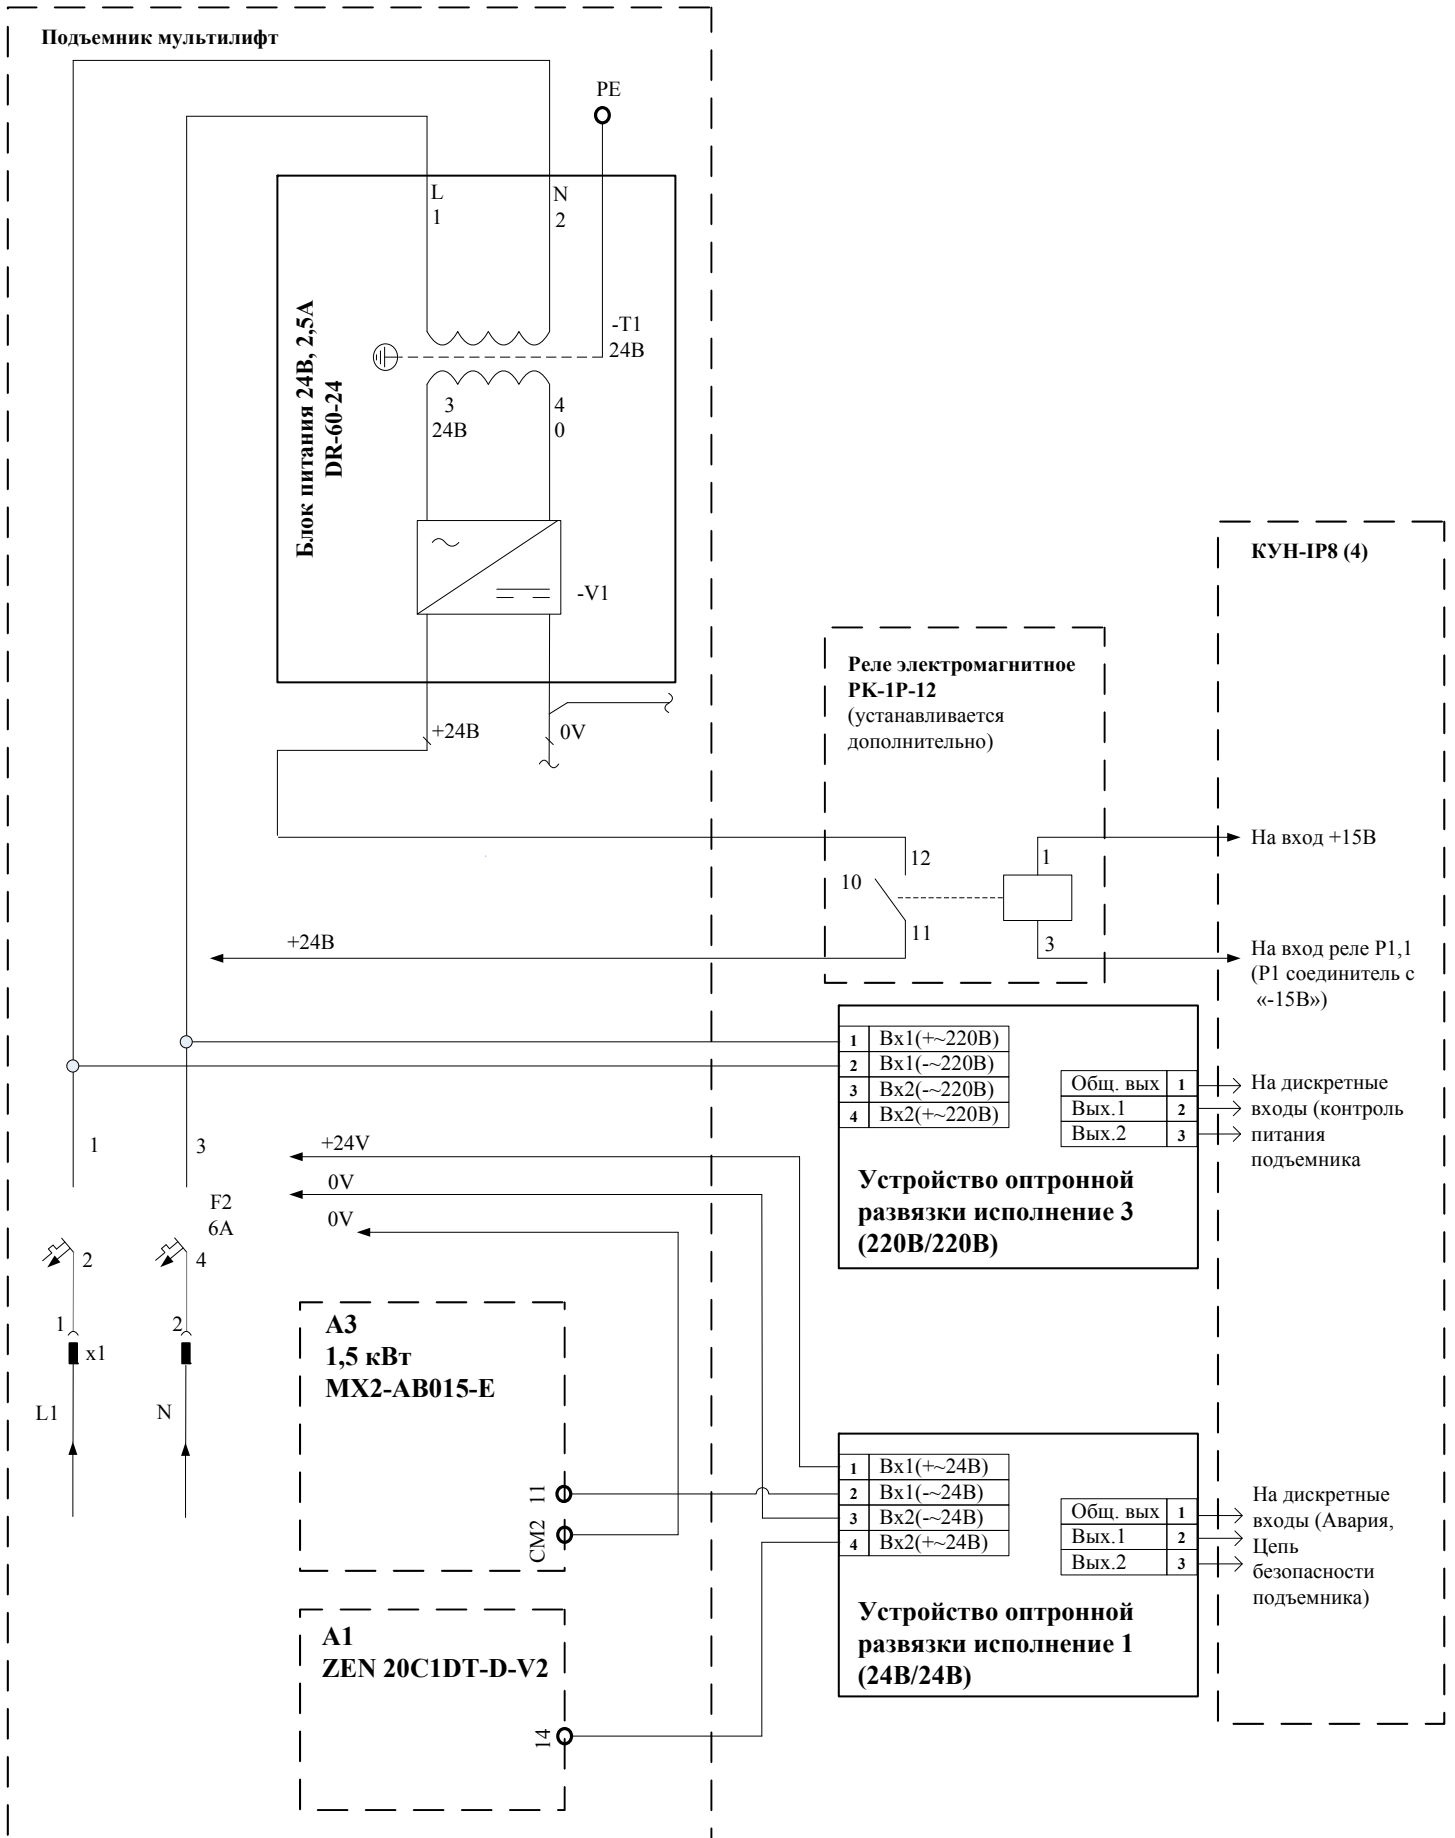 Подъемник мультилифт
PE
L
1
N
2
-T1
24В
Блок питания 24В, 2,5А
DR-60-24
3
24В
4
0
-V1
+24В
0V
КУН-IP8 (4)
Реле электромагнитное
РК-1Р-12
(устанавливается
дополнительно)
12
10
11
1
3
На вход +15В
+24В
На вход реле Р1,1
(Р1 соединитель с
«-15В»)
1 Вх1(+~220В)
2 Вх1(-~220В)
3 Вх2(-~220В)
4 Вх2(+~220В)
Общ. вых 1
Вых.1 2
Вых.2 3
На дискретные
входы (контроль
питания
подъемника
Устройство оптронной
развязки исполнение 3
(220В/220В)
1
3
+24V
0V
0V
F2
6А
2
4
1
2
x1
L1
N
А3
1,5 кВт
MX2-AB015-E
11
СМ2
1 Вх1(+~24В)
2 Вх1(-~24В)
3 Вх2(-~24В)
4 Вх2(+~24В)
Общ. вых 1
Вых.1 2
Вых.2 3
На дискретные
входы (Авария,
Цепь
безопасности
подъемника)
Устройство оптронной
развязки исполнение 1
(24В/24В)
А1
ZEN 20C1DT-D-V2
14